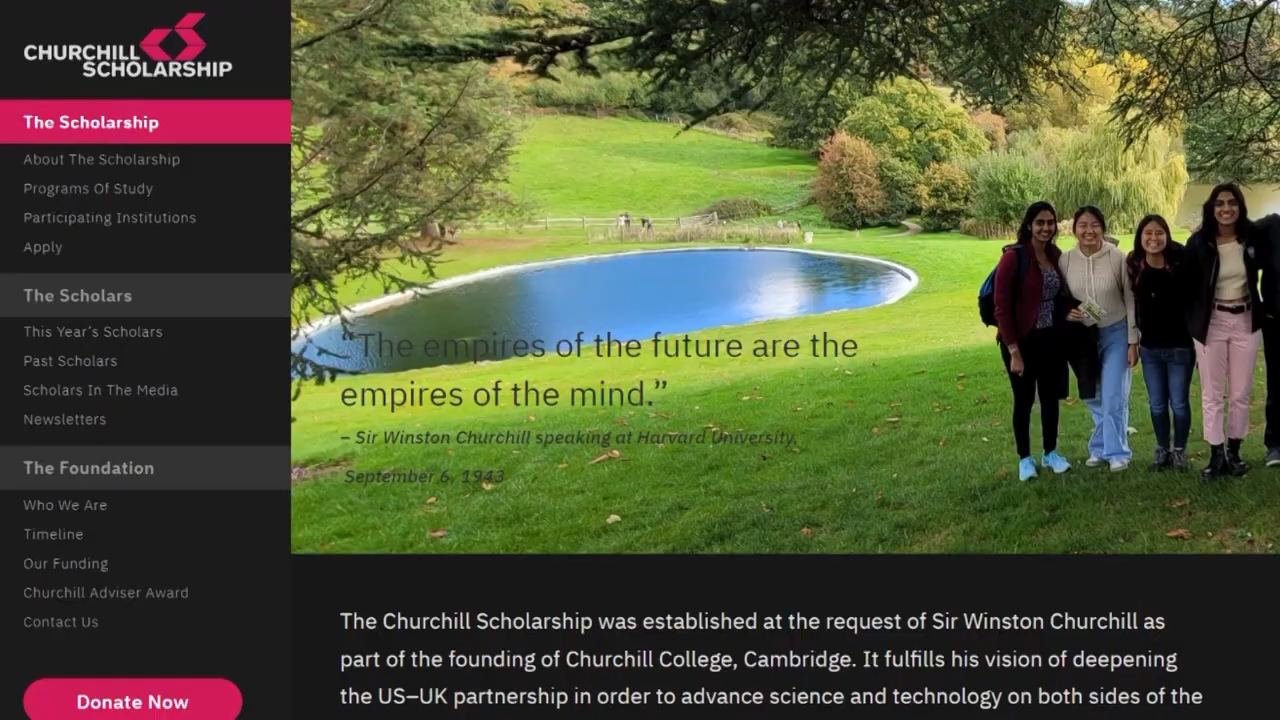 CHURCHILL
SCHOLARSHIP
The Scholarship
About The Scholarship
Programs Of Study
Participating Institutions
Apply
The Scholars
This Year's Scholars
Past Scholars
Scholars In The Media
Newsletters
The Foundation
Who We Are
Timeline
Our Funding
Churchill Adviser Award
Contact Us
Donate Now
“The empires of the future are the
empires of the mind.”
– Sir Winston Churchill speaking at Harvard University,
September 6, 1943
The Churchill Scholarship was established at the request of Sir Winston Churchill as
part of the founding of Churchill College, Cambridge. It fulfills his vision of deepening
the US–UK partnership in order to advance science and technology on both sides of the